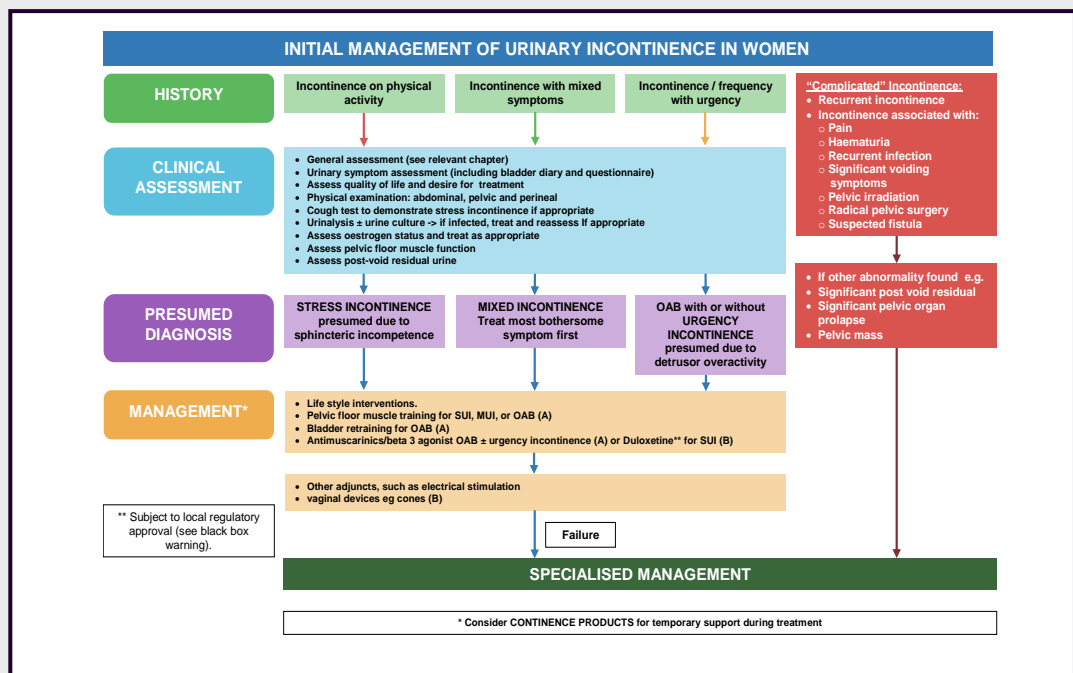 INITIAL MANAGEMENT OF URINARY INCONTINENCE IN WOMEN
HISTORY
Incontinence on physical
activity
Incontinence with mixed
symptoms
Incontinence / frequency
with urgency
“Complicated” Incontinence:
• Recurrent incontinence
• Incontinence associated with:
o Pain
o Haematuria
o Recurrent infection
o Significant voiding
symptoms
o Pelvic irradiation
o Radical pelvic surgery
o Suspected fistula
CLINICAL
ASSESSMENT
• General assessment (see relevant chapter)
• Urinary symptom assessment (including bladder diary and questionnaire)
• Assess quality of life and desire for treatment
• Physical examination: abdominal, pelvic and perineal
• Cough test to demonstrate stress incontinence if appropriate
• Urinalysis ± urine culture -> if infected, treat and reassess If appropriate
• Assess oestrogen status and treat as appropriate
• Assess pelvic floor muscle function
• Assess post-void residual urine
• If other abnormality found e.g.
• Significant post void residual
• Significant pelvic organ
prolapse
• Pelvic mass
PRESUMED
DIAGNOSIS
STRESS INCONTINENCE
presumed due to
sphincteric incompetence
MIXED INCONTINENCE
Treat most bothersome
symptom first
OAB with or without
URGENCY
INCONTINENCE
presumed due to
detrusor overactivity
MANAGEMENT*
• Life style interventions.
• Pelvic floor muscle training for SUI, MUI, or OAB (A)
• Bladder retraining for OAB (A)
• Antimuscarinics/beta 3 agonist OAB ± urgency incontinence (A) or Duloxetine** for SUI (B)
• Other adjuncts, such as electrical stimulation
• vaginal devices eg cones (B)
** Subject to local regulatory
approval (see black box
warning).
Failure
SPECIALISED MANAGEMENT
* Consider CONTINENCE PRODUCTS for temporary support during treatment